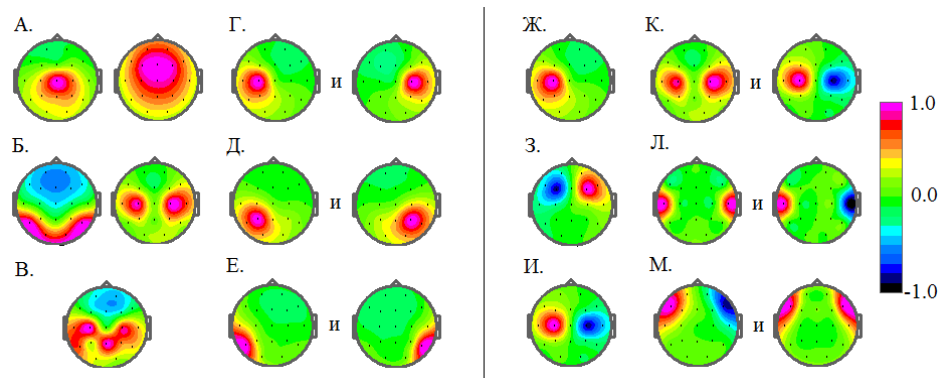 А. Г. Ж. К.
и и 1.0
Б. Д. З. Л.
и и 0.0
В. Е. И. М.
и и -1.0